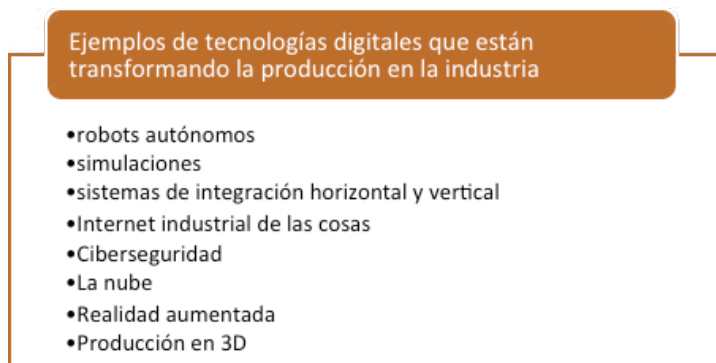 Ejemplos de tecnologías digitales que están
transformando la producción en la industria
•robots autónomos
•simulaciones
•sistemas de integración horizontal y vertical
•Internet industrial de las cosas
•Ciberseguridad
•La nube
•Realidad aumentada
•Producción en 3D